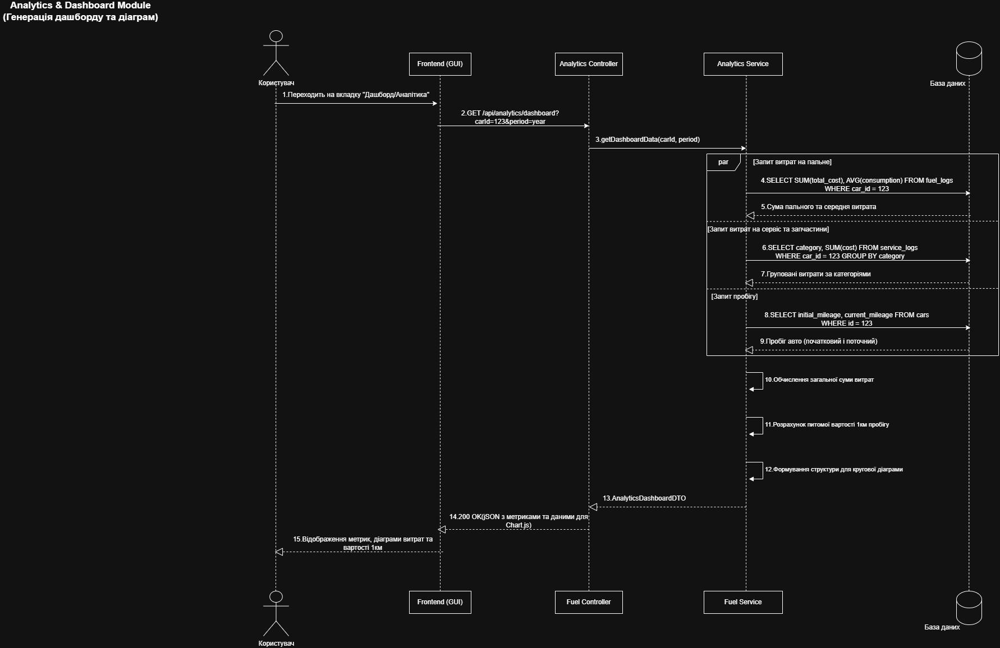 Analytics & Dashboard Module
(Генерація дашборду та діаграм)
Frontend (GUI)
Analytics Controller
Analytics Service
Користувач
База даних
1.Переходить на вкладку "Дашборд/Аналітика"
2.GET /api/analytics/dashboard?
carId=123&period=year
3.getDashboardData(carId, period)
par
[Запит витрат на пальне]
4.SELECT SUM(total_cost), AVG(consumption) FROM fuel_logs
WHERE car_id = 123
5.Сума пального та середня витрата
[Запит витрат на сервіс та запчастини]
6.SELECT category, SUM(cost) FROM service_logs
WHERE car_id = 123 GROUP BY category
7.Груповані витрати за категоріями
[Запит пробігу]
8.SELECT initial_mileage, current_mileage FROM cars
WHERE id = 123
9.Пробіг авто (початковий і поточний)
10.Обчислення загальної суми витрат
11.Розрахунок питомої вартості 1км пробігу
12.Формування структури для кругової діаграми
13.AnalyticsDashboardDTO
14.200 OK(jSON з метриками та даними для
Chart.js)
15.Відображення метрик, діаграми витрат та
вартості 1км
Frontend (GUI)
Fuel Controller
Fuel Service
База даних
Користувач